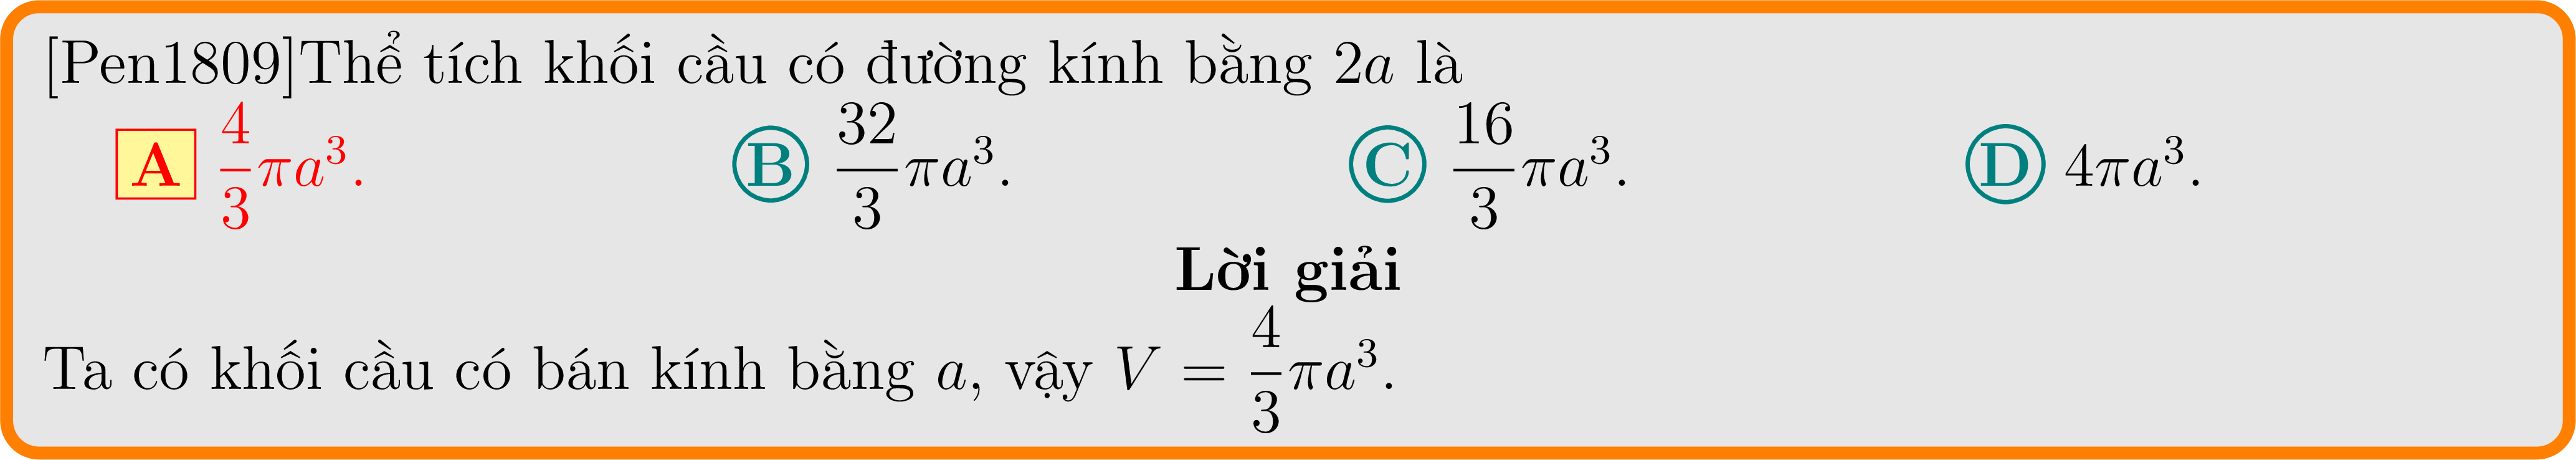 [Pen1809]Thể tích khối cầu có đường kính bằng 2a là
A $\frac{4}{3}\pi a^3$. B $\frac{32}{3}\pi a^3$. C $\frac{16}{3}\pi a^3$. D $4\pi a^3$.
Lời giải
Ta có khối cầu có bán kính bằng a, vậy $V = \frac{4}{3}\pi a^3$.